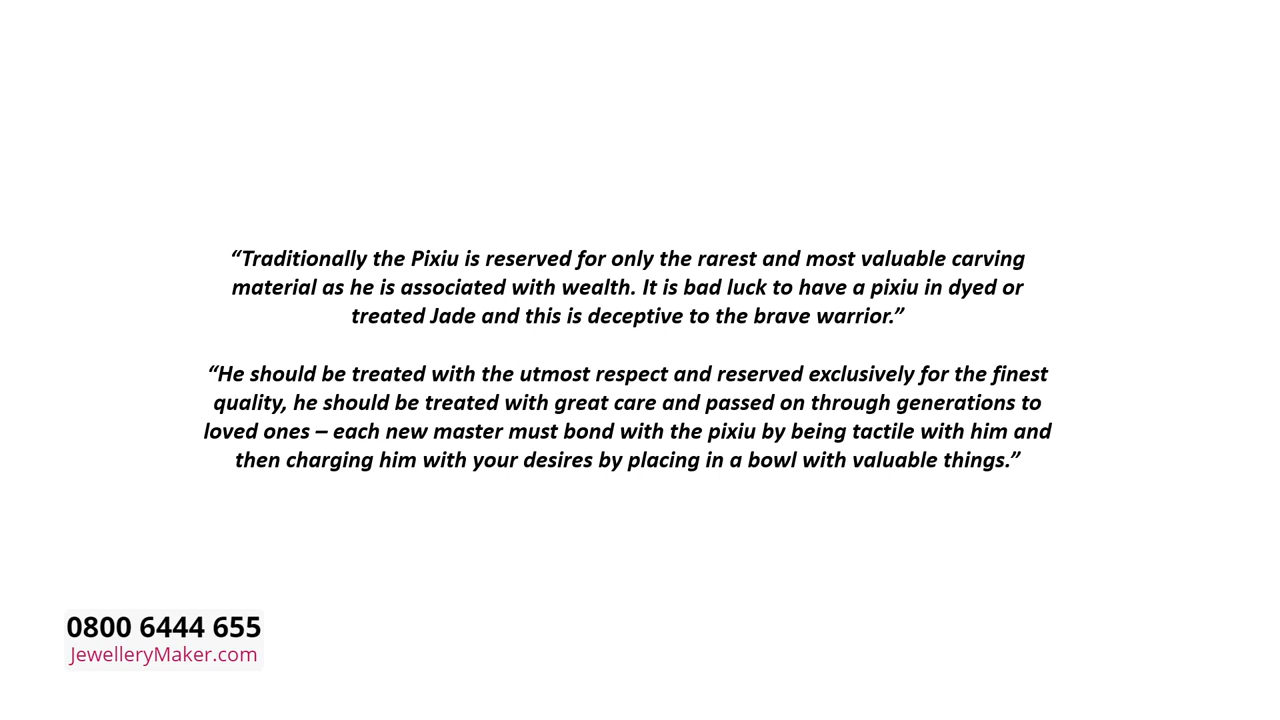 “Traditionally the Pixiu is reserved for only the rarest and most valuable carving
material as he is associated with wealth. It is bad luck to have a pixiu in dyed or
treated Jade and this is deceptive to the brave warrior.”
“He should be treated with the utmost respect and reserved exclusively for the finest
quality, he should be treated with great care and passed on through generations to
loved ones – each new master must bond with the pixiu by being tactile with him and
then charging him with your desires by placing in a bowl with valuable things.”
0800 6444 655
JewelleryMaker.com